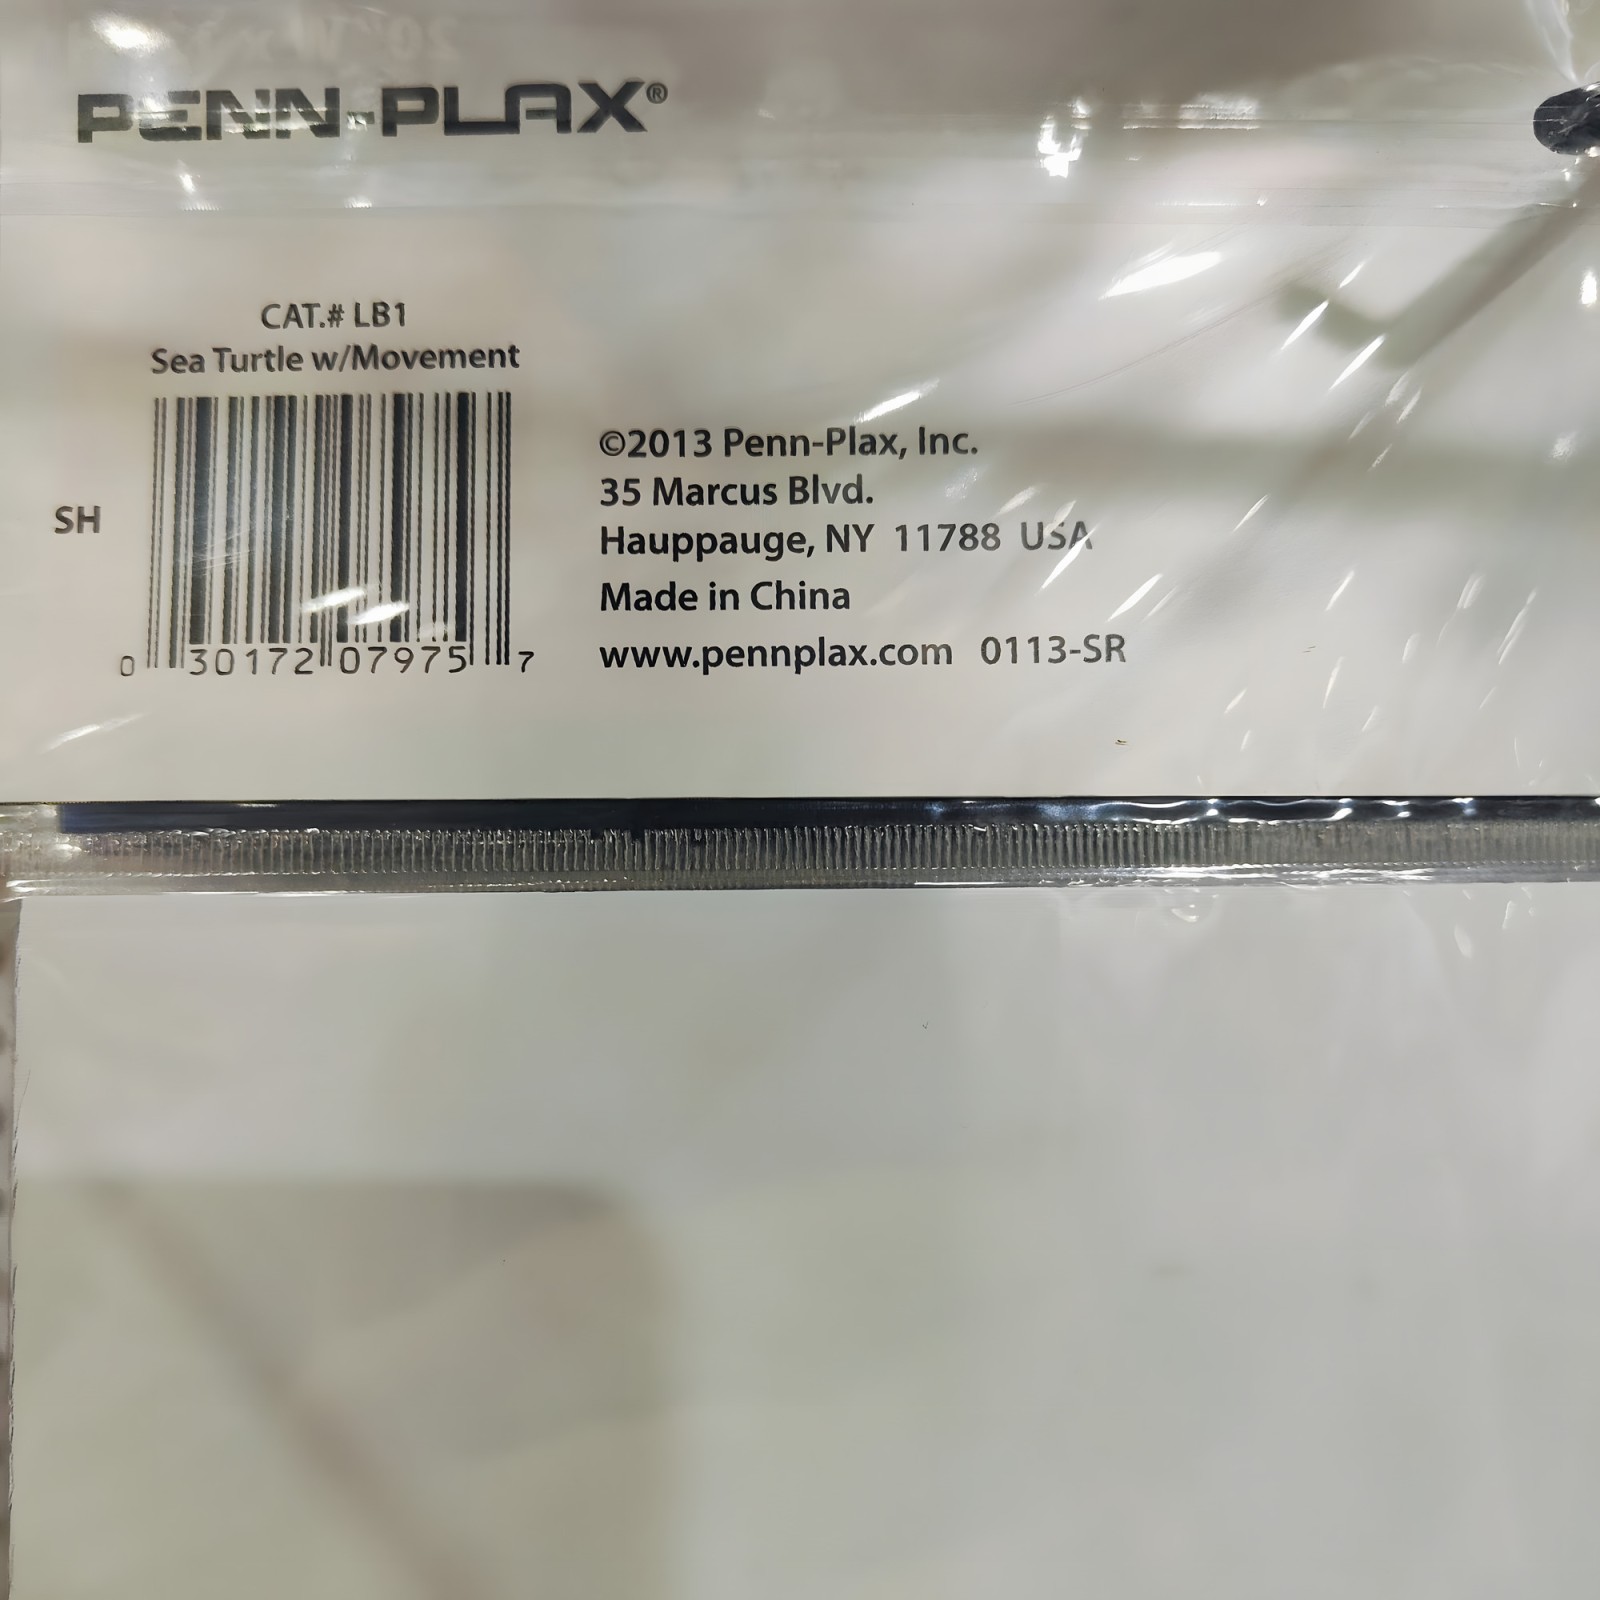 PENN-PLAX®
CAT.# LB1
Sea Turtle w/Movement
SH
0 30172 07975 7
©2013 Penn-Plax, Inc.
35 Marcus Blvd.
Hauppauge, NY 11788 USA
Made in China
www.pennplax.com 0113-SR